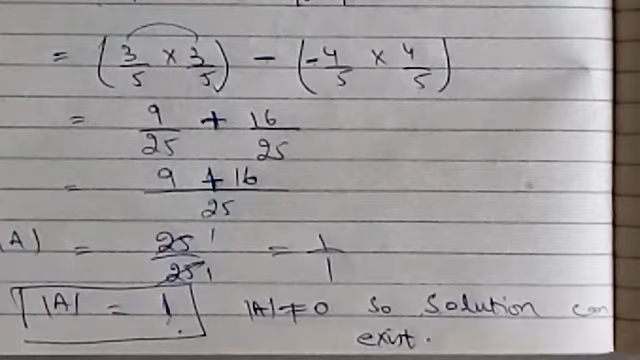 = (3/5 × 3/5) - (-4/5 × 4/5)
= 9/25 + 16/25
= 9 + 16/25
|A| = 25/25 = 1/1
|A| = 1. |A| ≠ 0 so solution can
exist.